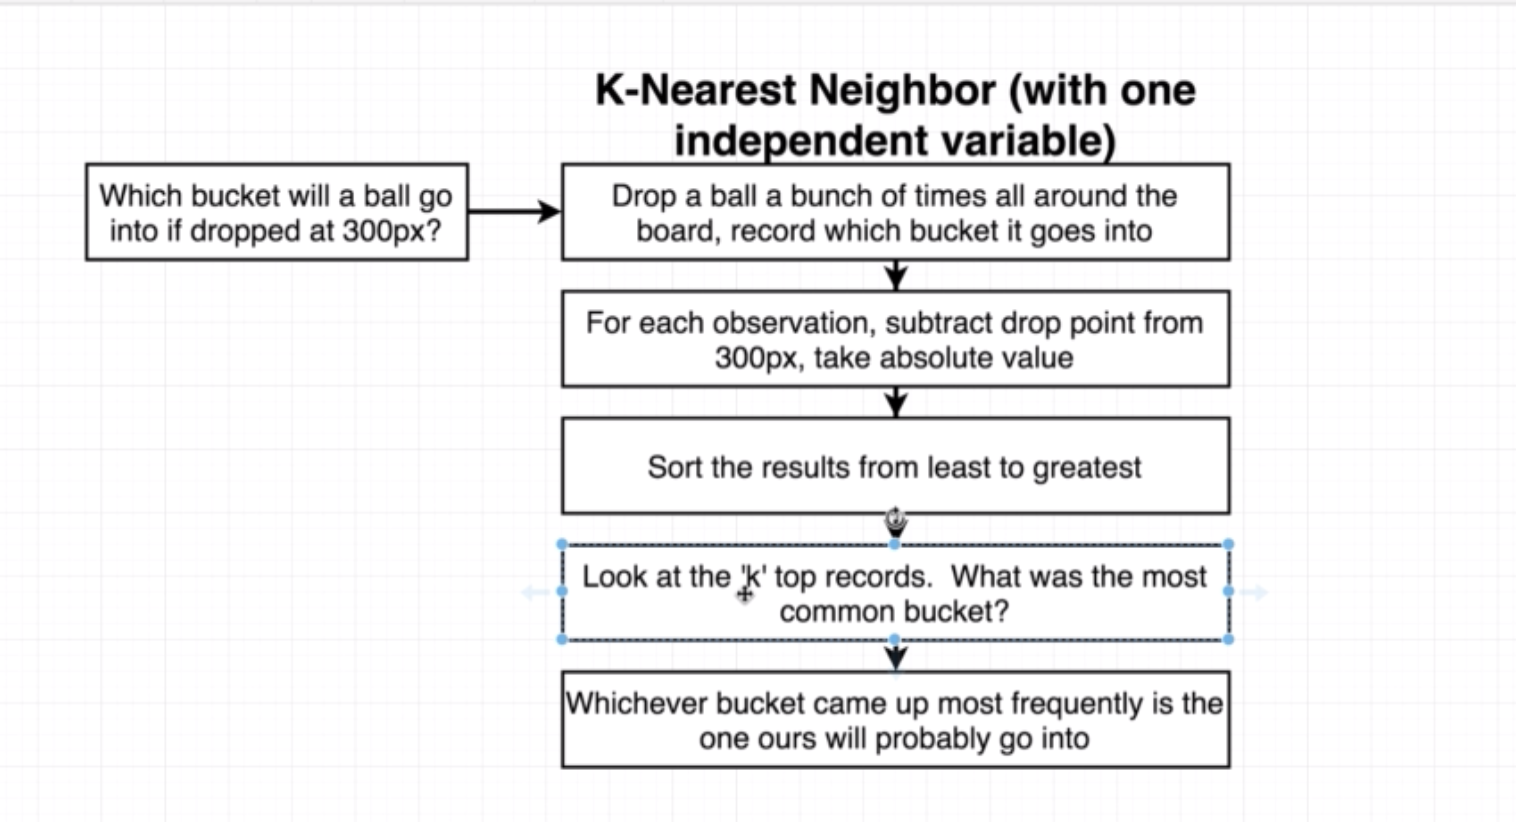 K-Nearest Neighbor (with one
independent variable)
Which bucket will a ball go
into if dropped at 300px?
Drop a ball a bunch of times all around the
board, record which bucket it goes into
For each observation, subtract drop point from
300px, take absolute value
Sort the results from least to greatest
Look at the 'k' top records.  What was the most
common bucket?
Whichever bucket came up most frequently is the
one ours will probably go into